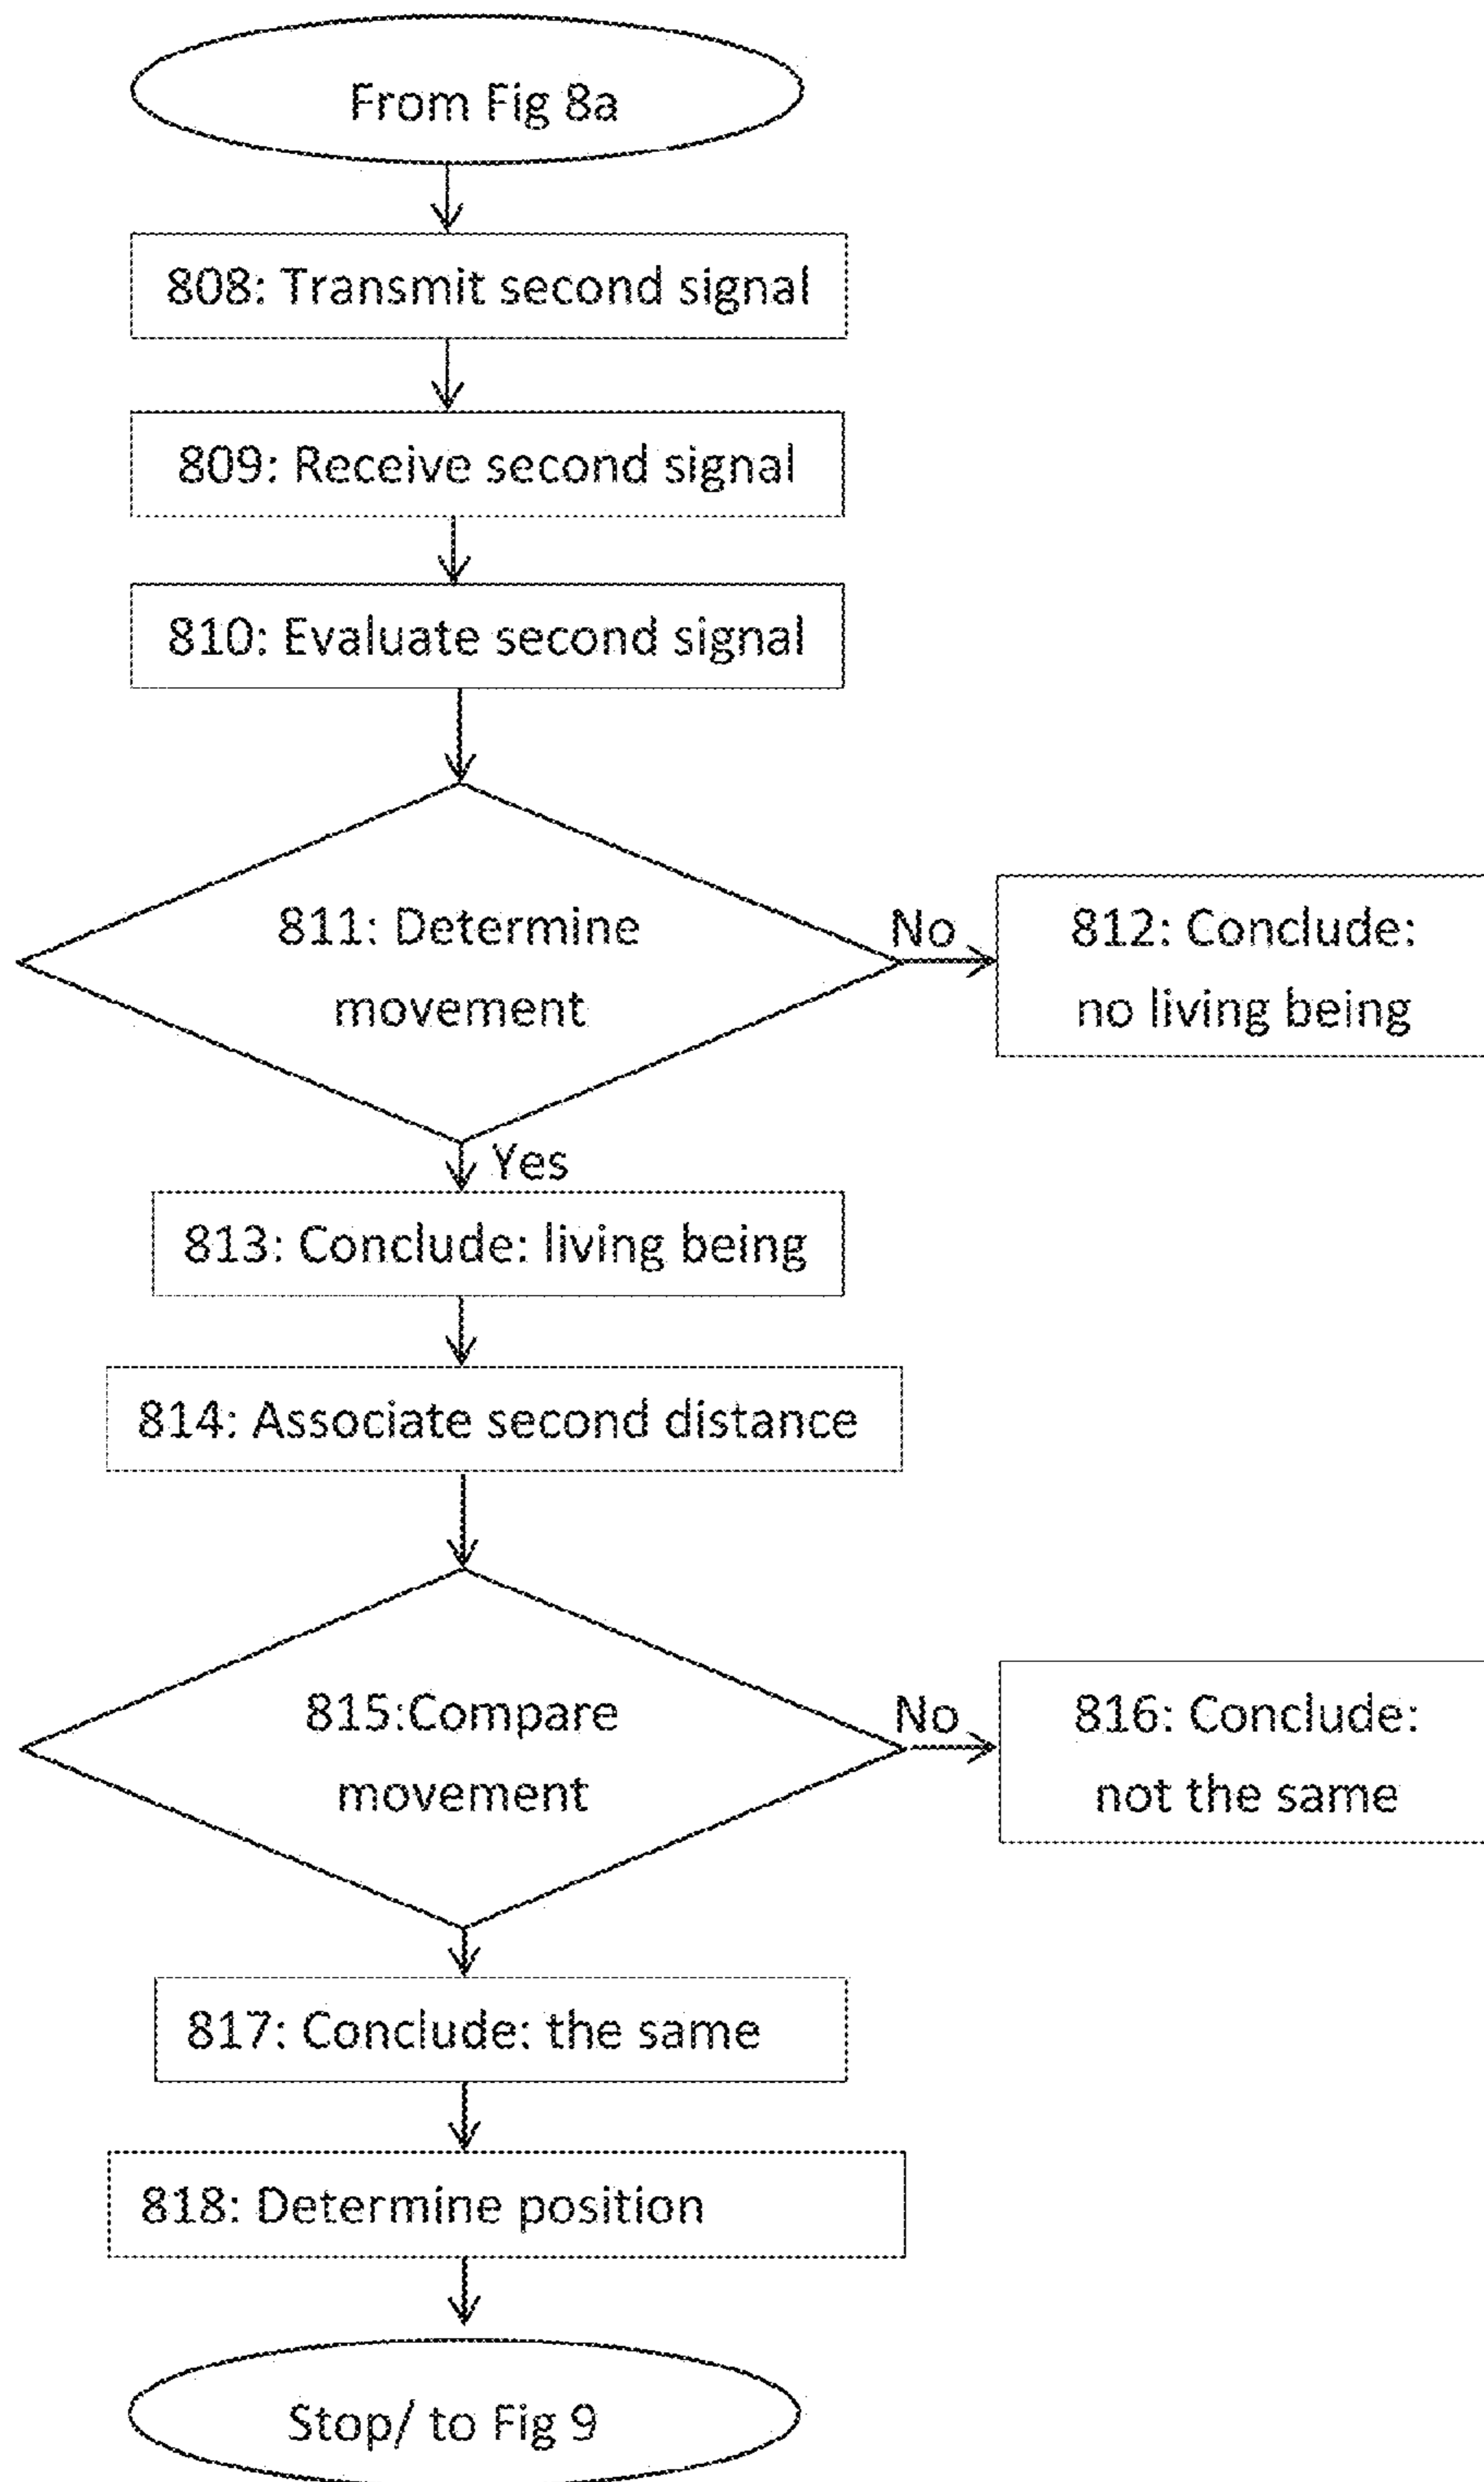 From Fig 8a
808: Transmit second signal
809: Receive second signal
810: Evaluate second signal
811: Determine
movement
No
812: Conclude:
no living being
Yes
813: Conclude: living being
814: Associate second distance
815:Compare
movement
No
816: Conclude:
not the same
817: Conclude: the same
818: Determine position
Stop/ to Fig 9